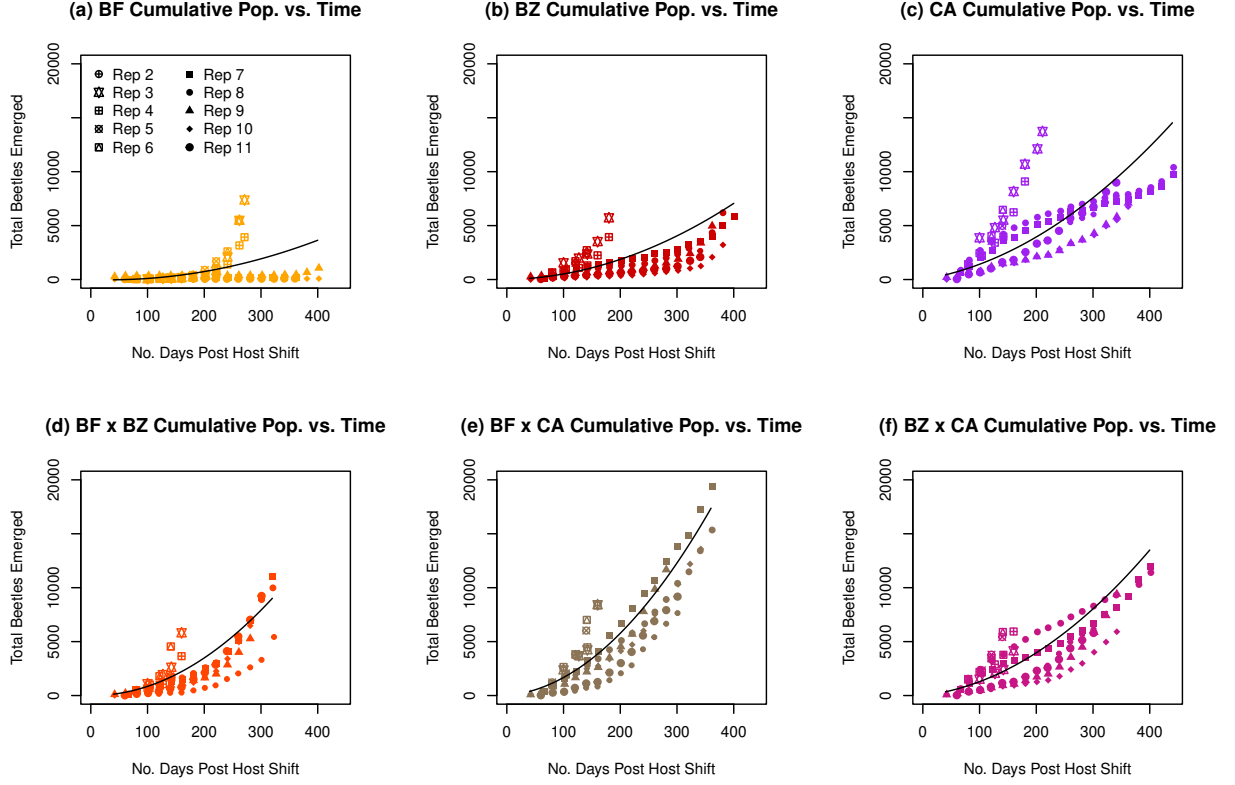 (a) BF Cumulative Pop. vs. Time
Total Beetles Emerged
20000
10000
5000
0
Rep 2
Rep 3
Rep 4
Rep 5
Rep 6
Rep 7
Rep 8
Rep 9
Rep 10
Rep 11
0 100 200 300 400
No. Days Post Host Shift
(b) BZ Cumulative Pop. vs. Time
Total Beetles Emerged
20000
10000
5000
0
0 100 200 300 400
No. Days Post Host Shift
(c) CA Cumulative Pop. vs. Time
Total Beetles Emerged
20000
10000
5000
0
0 100 200 300 400
No. Days Post Host Shift
(d) BF x BZ Cumulative Pop. vs. Time
Total Beetles Emerged
20000
10000
5000
0
0 100 200 300 400
No. Days Post Host Shift
(e) BF x CA Cumulative Pop. vs. Time
Total Beetles Emerged
20000
10000
5000
0
0 100 200 300 400
No. Days Post Host Shift
(f) BZ x CA Cumulative Pop. vs. Time
Total Beetles Emerged
20000
10000
5000
0
0 100 200 300 400
No. Days Post Host Shift